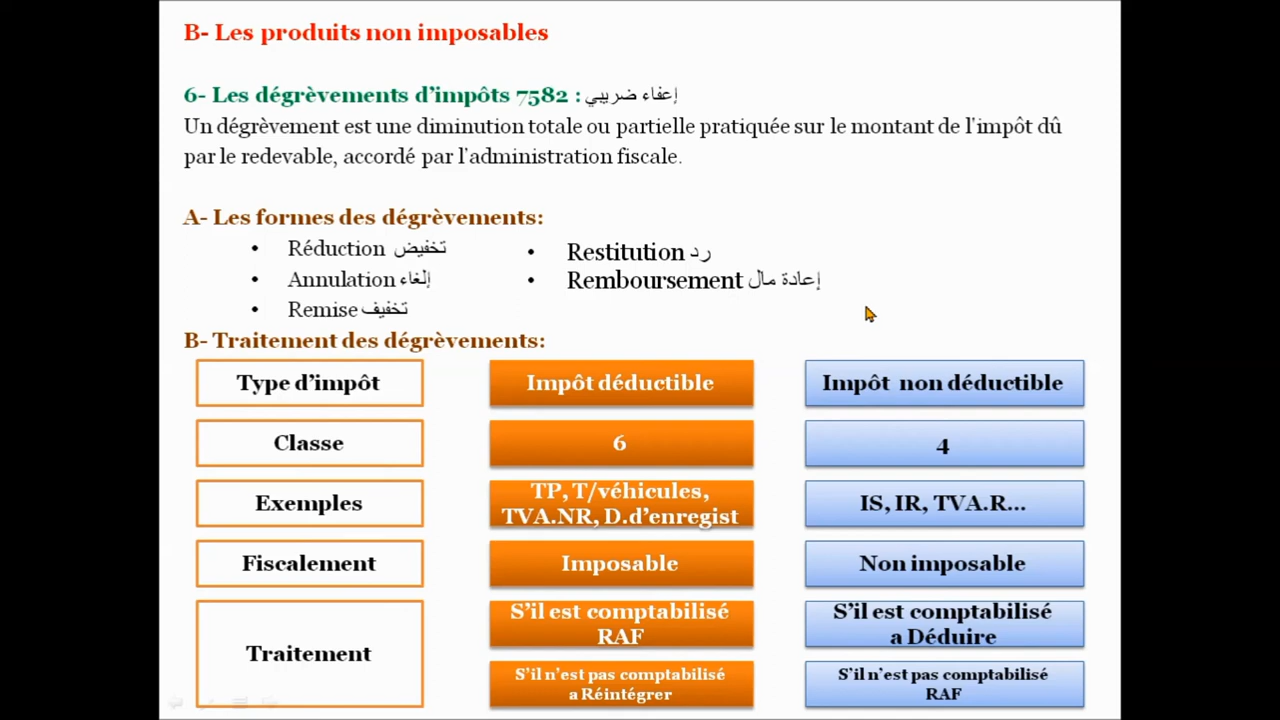 B- Les produits non imposables
6- Les dégrèvements d'impôts 7582 : إعفاء ضريبي
Un dégrèvement est une diminution totale ou partielle pratiquée sur le montant de l'impôt dû
par le redevable, accordé par l'administration fiscale.
A- Les formes des dégrèvements:
• Réduction تخفيض
• Annulation إلغاء
• Remise تخفيف
• Restitution رد
• Remboursement إعادة مال
B- Traitement des dégrèvements:
Type d'impôt
Impôt déductible
Impôt non déductible
Classe
6
4
Exemples
TP, T/véhicules,
TVA.NR, D.d'enregist
IS, IR, TVA.R...
Fiscalement
Imposable
Non imposable
Traitement
S'il est comptabilisé
RAF
S'il est comptabilisé
a Déduire
S'il n'est pas comptabilisé
a Réintégrer
S'il n'est pas comptabilisé
RAF